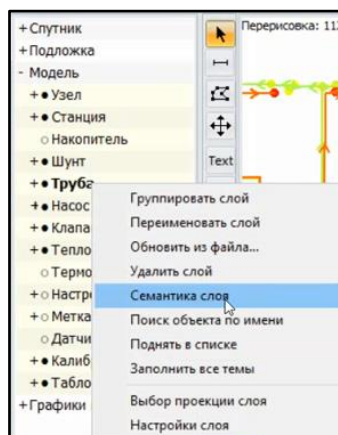 + Спутник
+ Подложка
- Модель
+ ● Узел
+ ● Станция
○ Накопитель
+ ● Шунт
+ ● Труба
+ ● Насос
+ ● Клапа
+ ● Тепло
○ Термо
+ ○ Настр
+ ○ Метка
○ Датчи
+ ● Калиб
+ ● Табло
+ Графики
Text
Перерисовка: 11
Группировать слой
Переименовать слой
Обновить из файла...
Удалить слой
Семантика слоя
Поиск объекта по имени
Поднять в списке
Заполнить все темы
Выбор проекции слоя
Настройки слоя